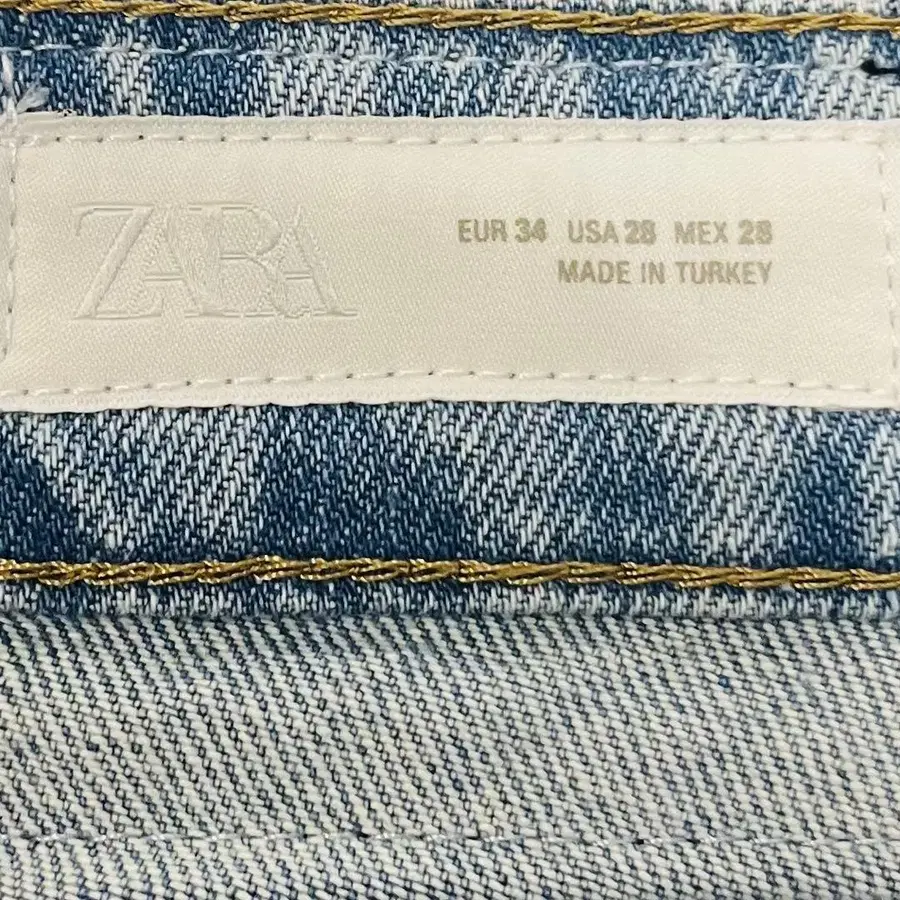 ZARA
EUR 34 USA 28 MEX 28
MADE IN TURKEY